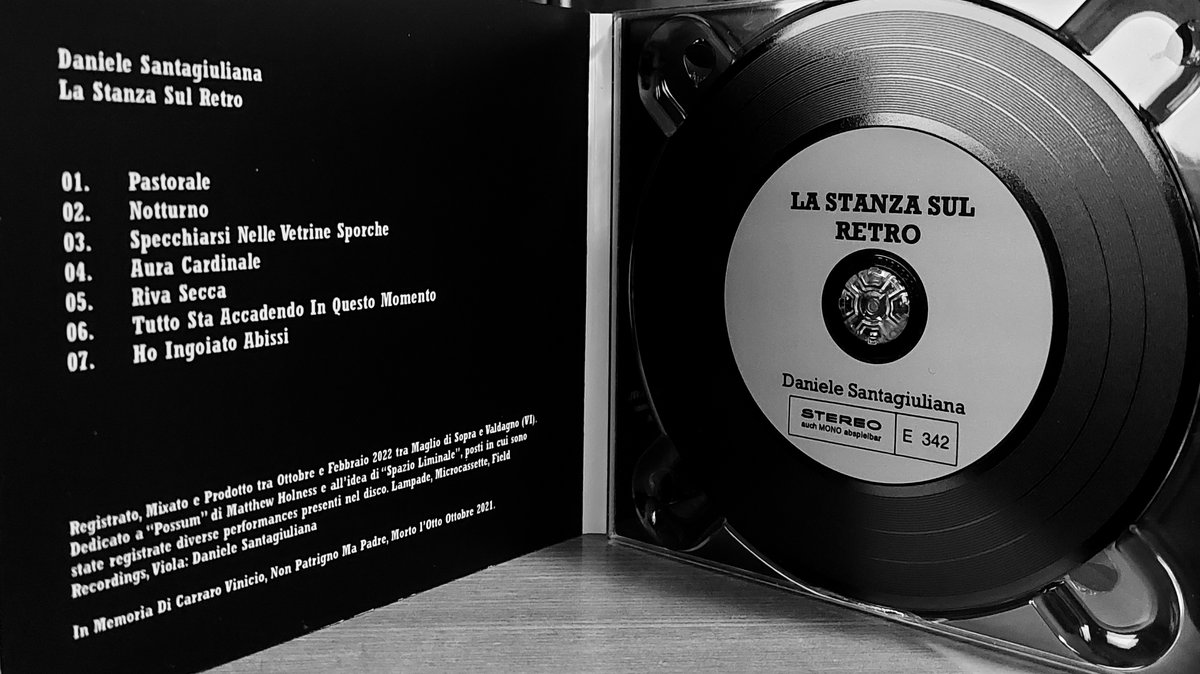 Daniele Santagiuliana
La Stanza Sul Retro
01. Pastorale
02. Notturno
03. Specchiarsi Nelle Vetrine Sporche
04. Aura Cardinale
05. Riva Secca
06. Tutto Sta Accadendo In Questo Momento
07. Ho Ingoiato Abissi
Registrato, Mixato e Prodotto tra Ottobre e Febbraio 2022 tra Maglio di Sopra e Valdagno (VI).
Dedicato a “Possum” di Matthew Holness e all'idea di “Spazio Liminale”, posti in cui sono
state registrate diverse performances presenti nel disco. Lampade, Microcassette, Field
Recordings, Viola: Daniele Santagiuliana
In Memoria Di Carraro Vinicio, Non Patrigno Ma Padre, Morto l'Otto Ottobre 2021.
LA STANZA SUL
RETRO
Daniele Santagiuliana
STEREO
auch MONO abspielbar
E 342